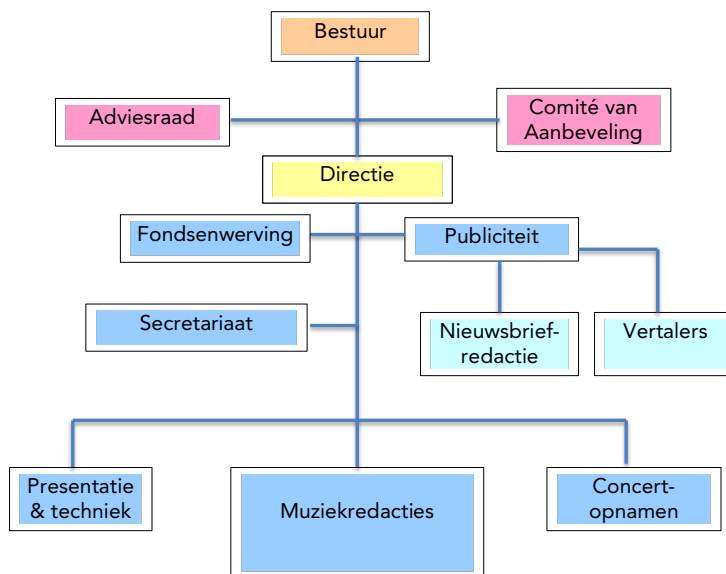 Bestuur
Adviesraad
Comité van
Aanbeveling
Directie
Fondsenwerving
Publiciteit
Secretariaat
Nieuwsbrief-
redactie
Vertalers
Presentatie
& techniek
Muziekredacties
Concert-
opnamen